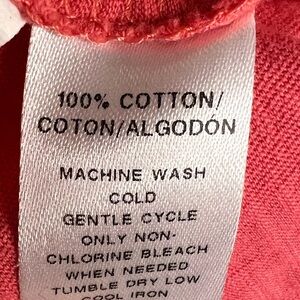 100% COTTON/
COTON/ALGODÓN
MACHINE WASH
COLD
GENTLE CYCLE
ONLY NON-
CHLORINE BLEACH
WHEN NEEDED
TUMBLE DRY LOW
COOL IRON